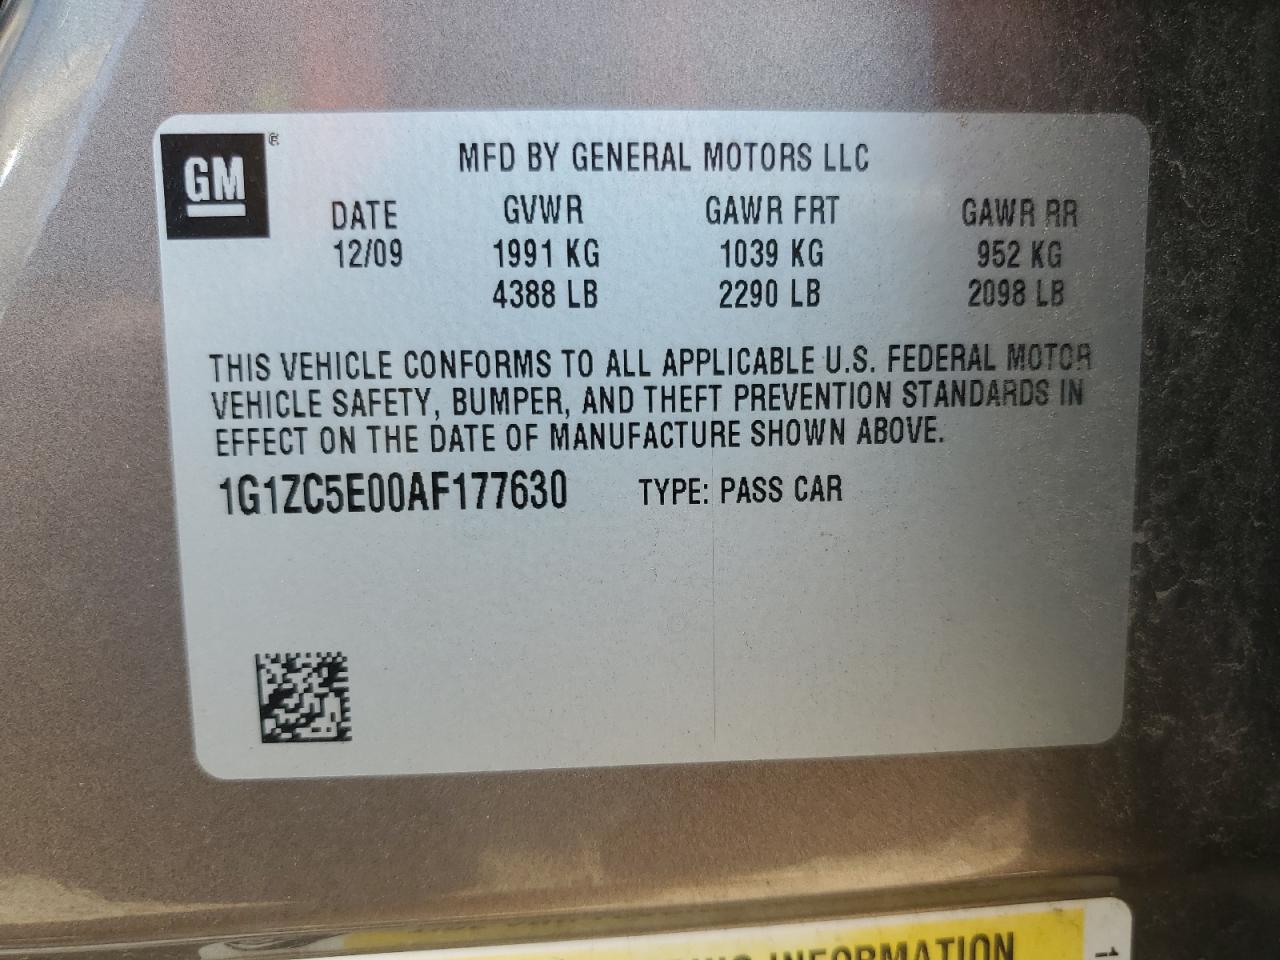 GM ®
MFD BY GENERAL MOTORS LLC
DATE GVWR GAWR FRT GAWR RR
12/09 1991 KG 1039 KG 952 KG
4388 LB 2290 LB 2098 LB
THIS VEHICLE CONFORMS TO ALL APPLICABLE U.S. FEDERAL MOTOR
VEHICLE SAFETY, BUMPER, AND THEFT PREVENTION STANDARDS IN
EFFECT ON THE DATE OF MANUFACTURE SHOWN ABOVE.
1G1ZC5E00AF177630 TYPE: PASS CAR
INFORMATION